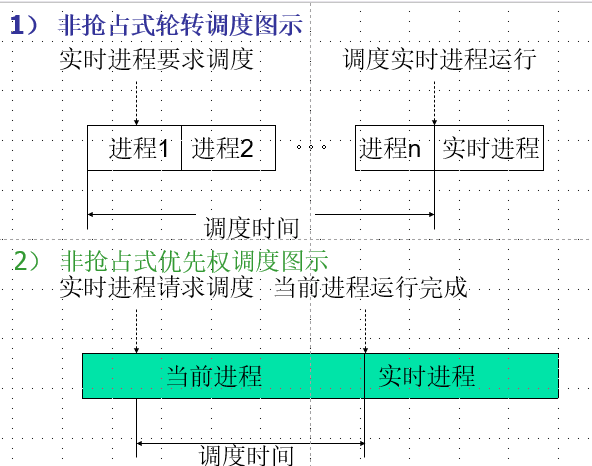 1） 非抢占式轮转调度图示
实时进程要求调度 调度实时进程运行
进程1 进程2 。。。 进程n 实时进程
调度时间
2） 非抢占式优先权调度图示
实时进程请求调度 当前进程运行完成
当前进程 实时进程
调度时间